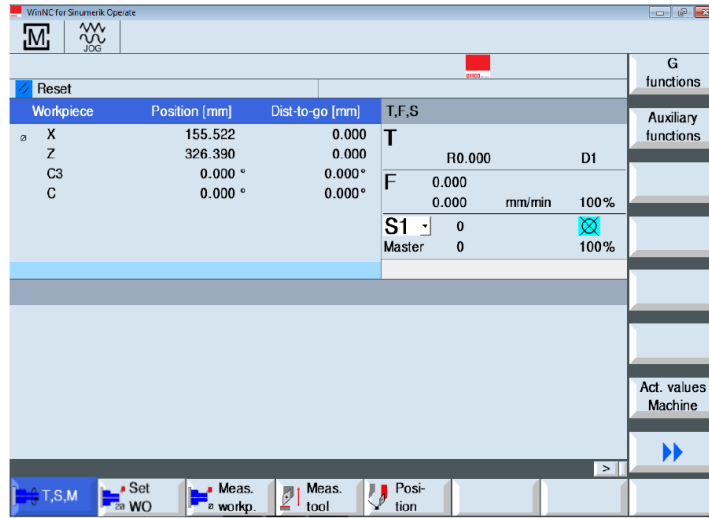 WinNC for Sinumerik Operate
M
JOG
G
functions
Reset
Workpiece Position [mm] Dist-to-go [mm] T,F,S
Auxiliary
functions
ø X 155.522 0.000
T
Z 326.390 0.000
R0.000 D1
C3 0.000 ° 0.000°
F 0.000
C 0.000 ° 0.000°
0.000 mm/min 100%
S1 0
Master 0 100%
Act. values
Machine
>
T,S,M
Set
WO
Meas.
workp.
Meas.
tool
Posi-
tion